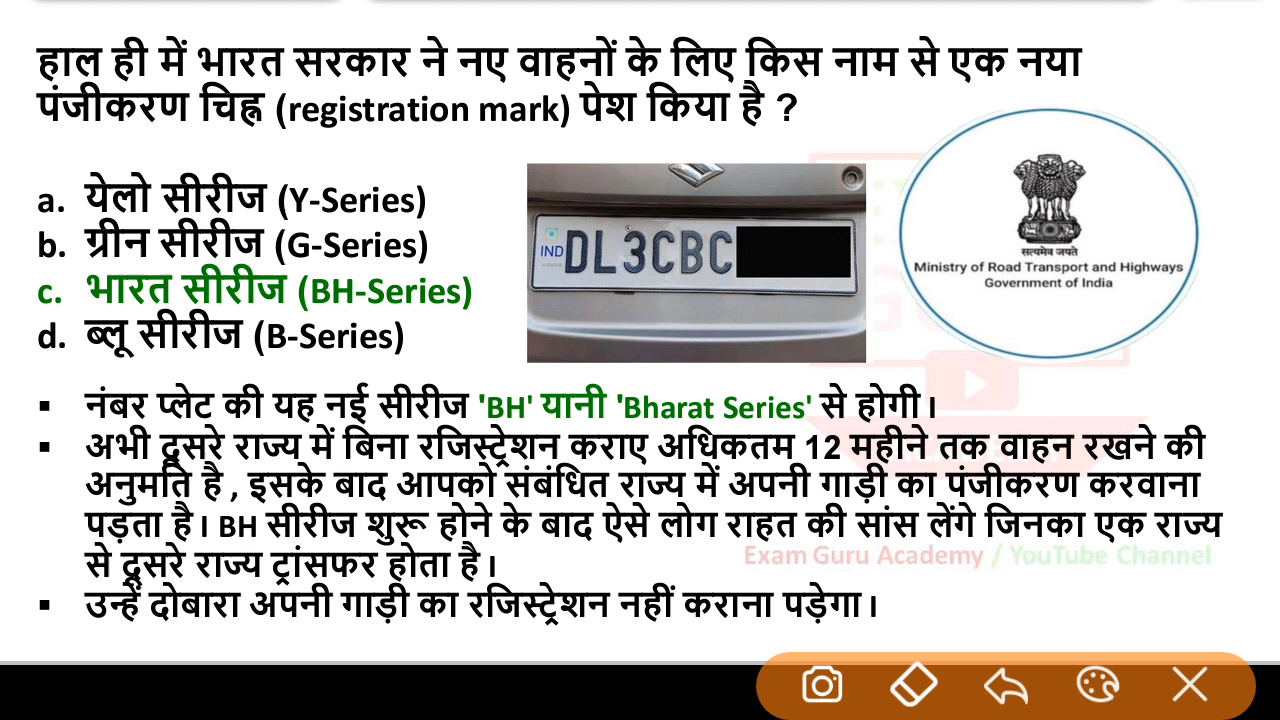 हाल ही में भारत सरकार ने नए वाहनों के लिए किस नाम से एक नया
पंजीकरण चिह्न (registration mark) पेश किया है ?
a. येलो सीरीज (Y-Series)
b. ग्रीन सीरीज (G-Series)
c. भारत सीरीज (BH-Series)
d. ब्लू सीरीज (B-Series)
IND DL3CBC
सत्यमेव जयते
Ministry of Road Transport and Highways
Government of India
▪ नंबर प्लेट की यह नई सीरीज 'BH' यानी 'Bharat Series' से होगी।
▪ अभी दूसरे राज्य में बिना रजिस्ट्रेशन कराए अधिकतम 12 महीने तक वाहन रखने की
अनुमति है , इसके बाद आपको संबंधित राज्य में अपनी गाड़ी का पंजीकरण करवाना
पड़ता है। BH सीरीज शुरू होने के बाद ऐसे लोग राहत की सांस लेंगे जिनका एक राज्य
से दूसरे राज्य ट्रांसफर होता है।
▪ उन्हें दोबारा अपनी गाड़ी का रजिस्ट्रेशन नहीं कराना पड़ेगा।
Exam Guru Academy / YouTube Channel